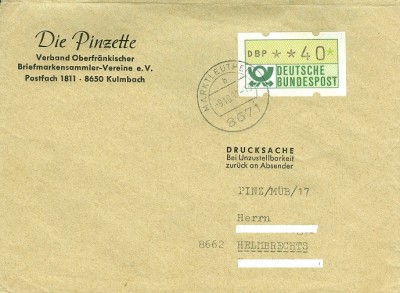 Die Pinzette
Verband Oberfränkischer
Briefmarkensammler-Vereine e.V.
Postfach 1811 · 8650 Kulmbach
DBP **40*
DEUTSCHE
BUNDESPOST
8671
DRUCKSACHE
Bei Unzustellbarkeit
zurück an Absender
PINZ/MÜB/17
Herrn
8662 HELMBRECHTS